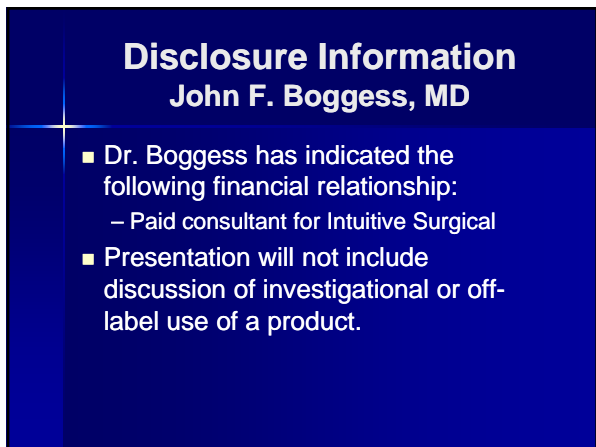 Disclosure Information
John F. Boggess, MD
■ Dr. Boggess has indicated the
following financial relationship:
– Paid consultant for Intuitive Surgical
■ Presentation will not include
discussion of investigational or off-
label use of a product.